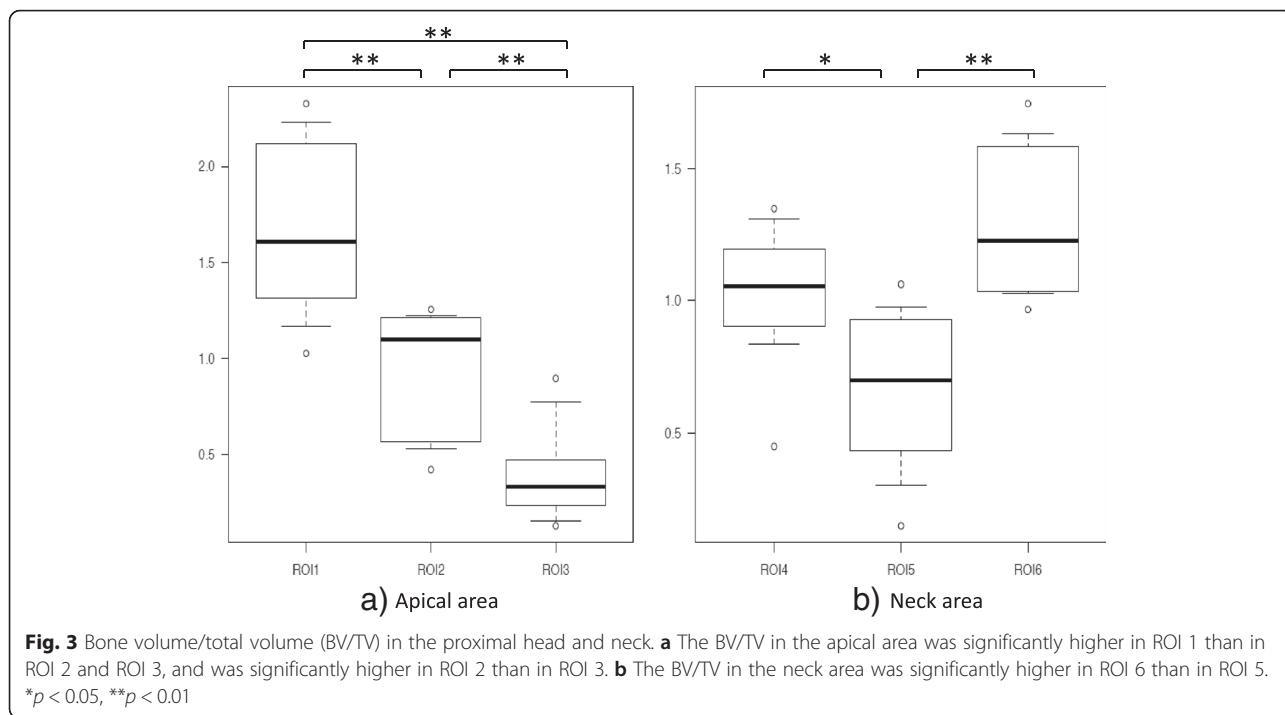 **
** **
* **
2.0
1.5
1.0
0.5
1.5
1.0
0.5
ROI1 ROI2 ROI3
ROI4 ROI5 ROI6
a) Apical area
b) Neck area
Fig. 3 Bone volume/total volume (BV/TV) in the proximal head and neck. a The BV/TV in the apical area was significantly higher in ROI 1 than in
ROI 2 and ROI 3, and was significantly higher in ROI 2 than in ROI 3. b The BV/TV in the neck area was significantly higher in ROI 6 than in ROI 5.
*p < 0.05, **p < 0.01